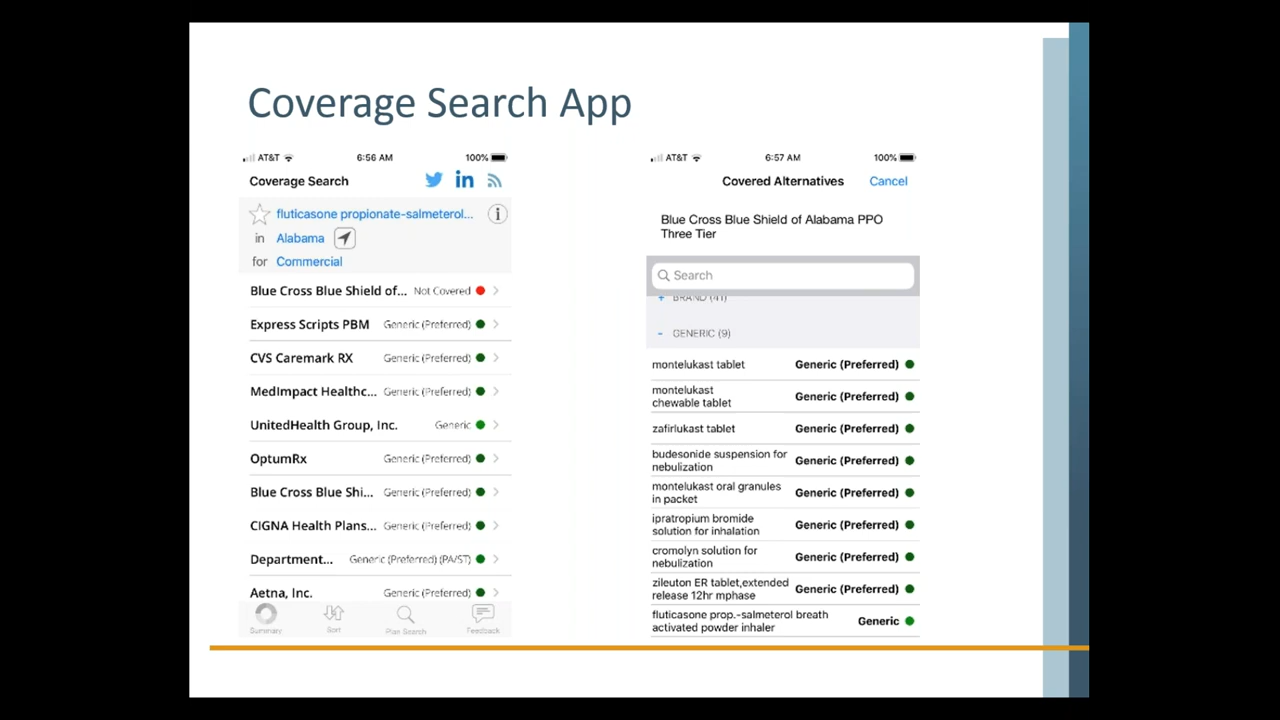 Coverage Search App
AT&T 6:56 AM 100%
Coverage Search in
fluticasone propionate-salmeterol... i
in Alabama
for Commercial
Blue Cross Blue Shield of... Not Covered
Express Scripts PBM Generic (Preferred)
CVS Caremark RX Generic (Preferred)
MedImpact Healthc... Generic (Preferred)
UnitedHealth Group, Inc. Generic
OptumRx Generic (Preferred)
Blue Cross Blue Shi... Generic (Preferred)
CIGNA Health Plans... Generic (Preferred)
Department... Generic (Preferred) (PA/ST)
Aetna, Inc. Generic (Preferred)
Summary Sort Plan Search Feedback
AT&T 6:57 AM 100%
Covered Alternatives Cancel
Blue Cross Blue Shield of Alabama PPO
Three Tier
Search
+ BRAND (41)
- GENERIC (9)
montelukast tablet Generic (Preferred)
montelukast
chewable tablet Generic (Preferred)
zafirlukast tablet Generic (Preferred)
budesonide suspension for
nebulization Generic (Preferred)
montelukast oral granules
in packet Generic (Preferred)
ipratropium bromide
solution for inhalation Generic (Preferred)
cromolyn solution for
nebulization Generic (Preferred)
zileuton ER tablet,extended
release 12hr mphase Generic (Preferred)
fluticasone prop.-salmeterol breath
activated powder inhaler Generic